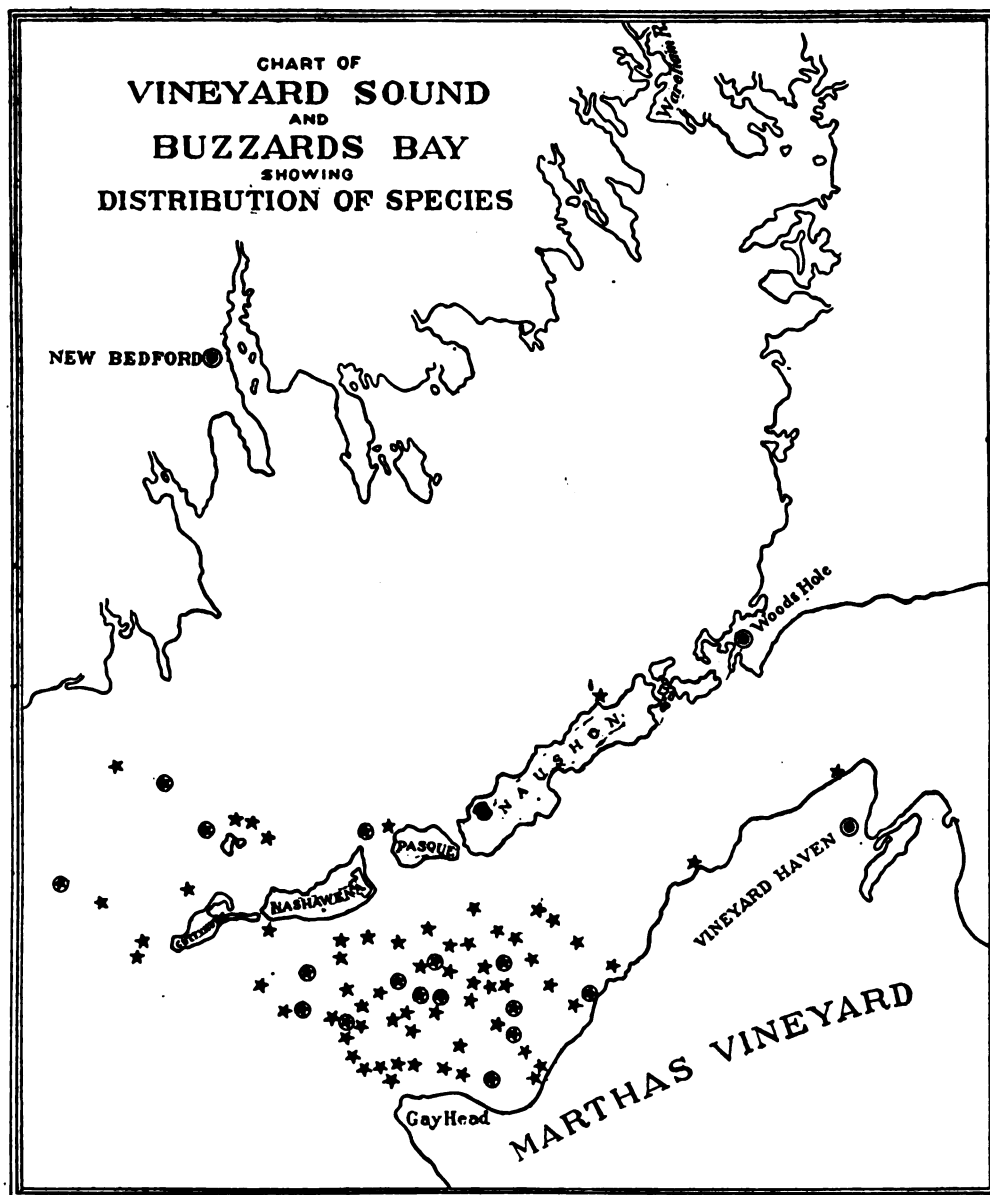 CHART OF
VINEYARD SOUND
AND
BUZZARDS BAY
SHOWING
DISTRIBUTION OF SPECIES
Wareham R.
NEW BEDFORD
Woods Hole
NAUSHON
PASQUE
NASHAWENA
VINEYARD HAVEN
MARTHAS VINEYARD
Gay Head